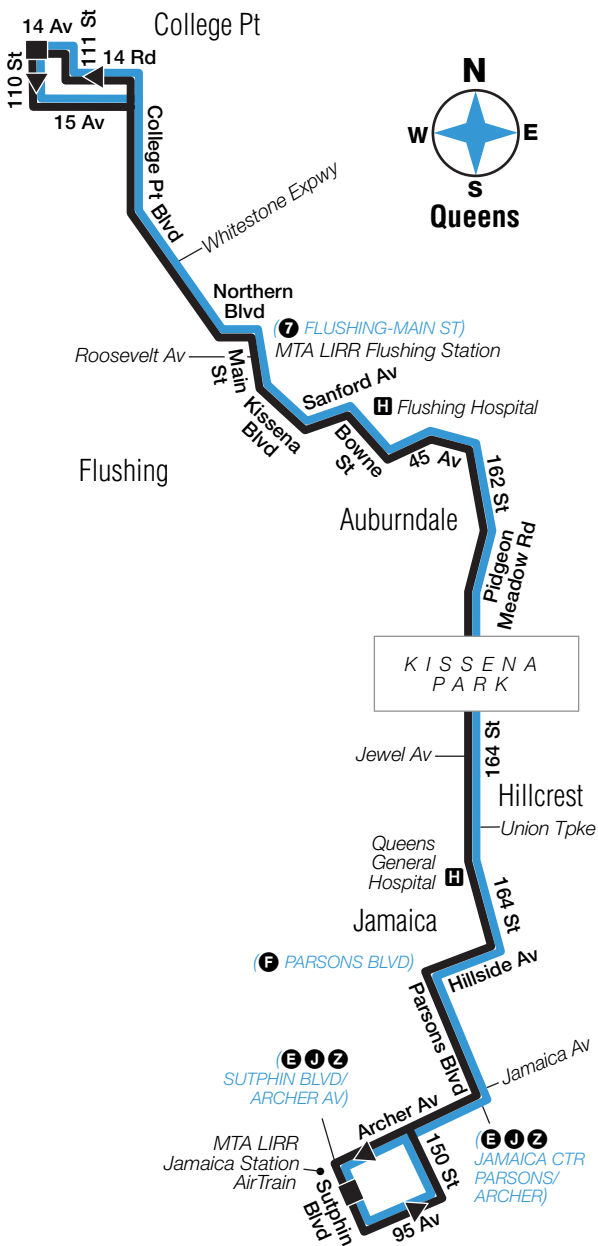 College Pt
14 Av
111 St
14 Rd
110 St
15 Av
College Pt Blvd
N
W
E
S
Queens
Whitestone Expwy
Northern
Blvd
(7 FLUSHING-MAIN ST)
MTA LIRR Flushing Station
Roosevelt Av
Main
St
Kissena
Blvd
Sanford Av
H Flushing Hospital
Bowne
St
45 Av
Flushing
162 St
Auburndale
Pidgeon
Meadow Rd
KISSENA
PARK
Jewel Av
164 St
Hillcrest
Union Tpke
Queens
General
Hospital H
164 St
Jamaica
(F PARSONS BLVD)
Hillside Av
Parsons Blvd
Jamaica Av
(E J Z
SUTPHIN BLVD/
ARCHER AV)
Archer Av
(E J Z
JAMAICA CTR
PARSONS/
ARCHER)
MTA LIRR
Jamaica Station
AirTrain
150 St
Sutphin
Blvd
95 Av